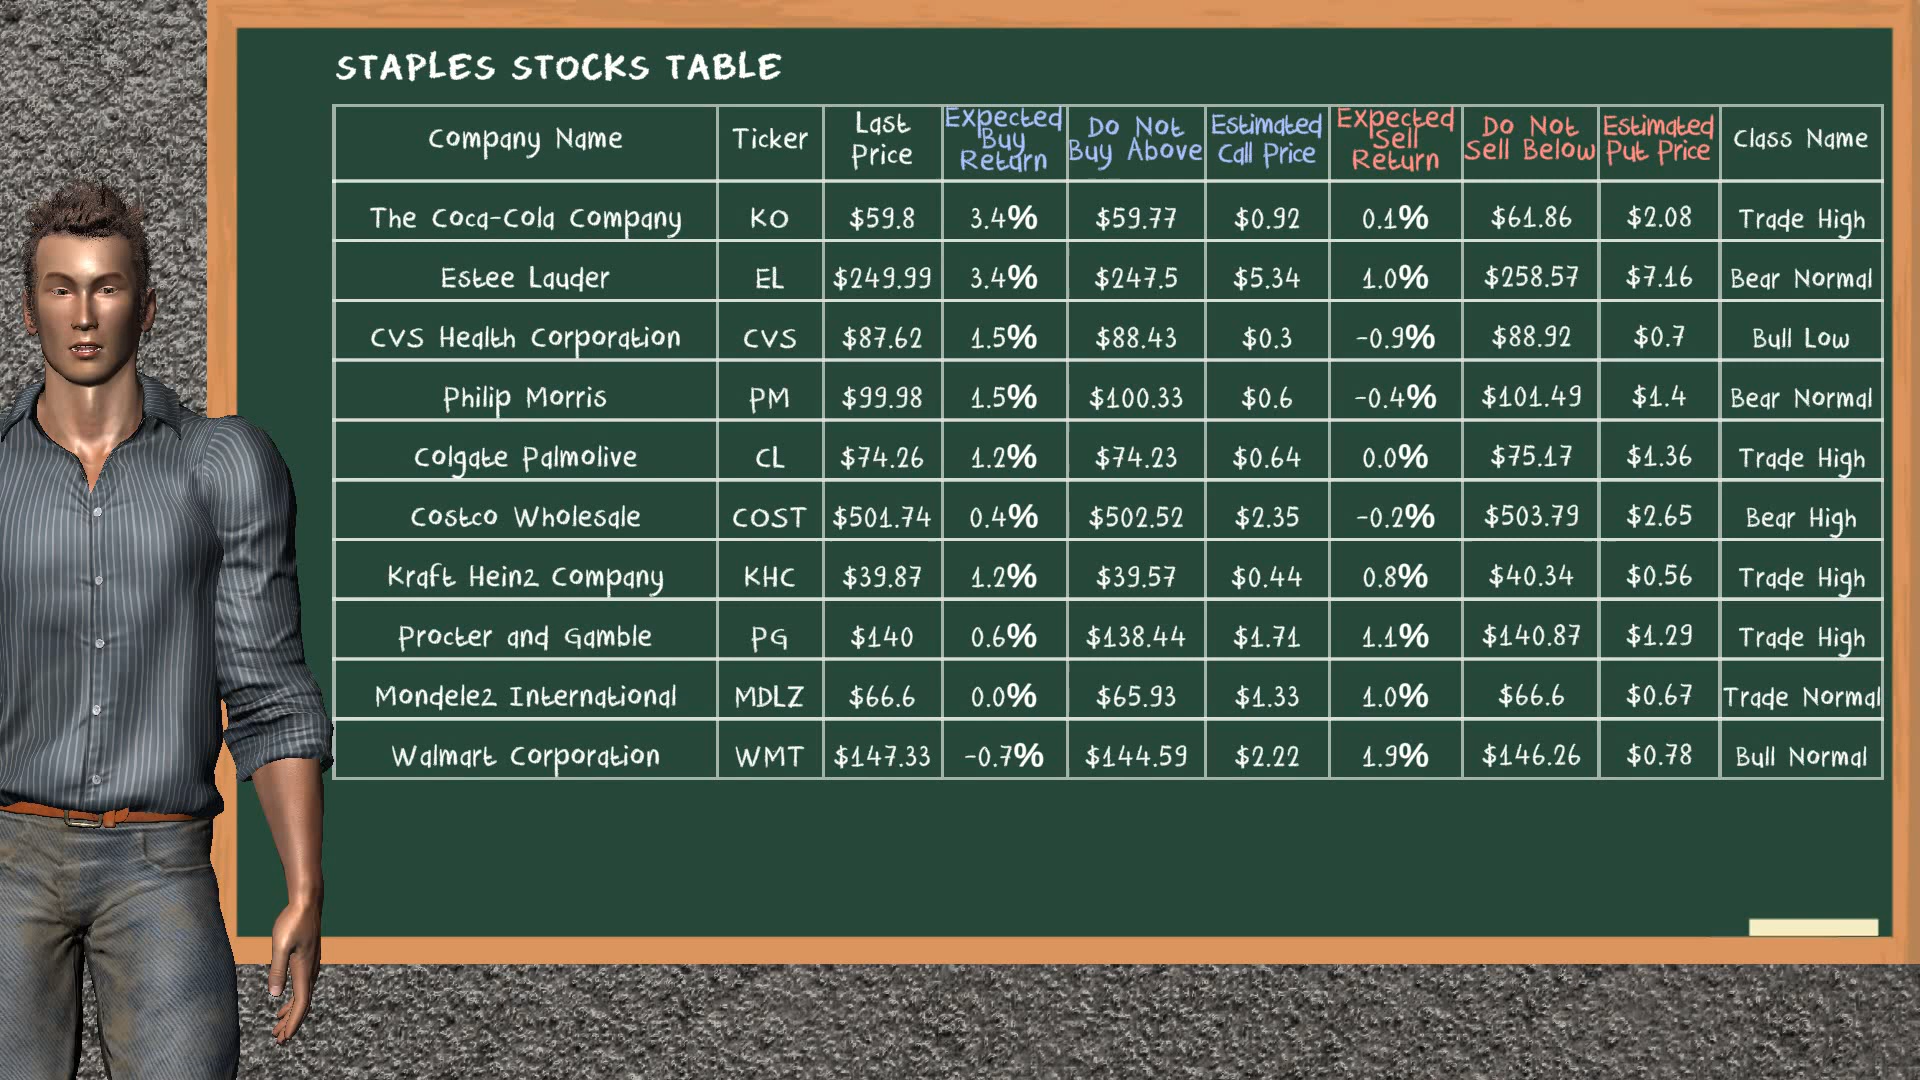 STAPLES STOCKS TABLE
Company Name Ticker Last Price Expected Buy Return Do Not Buy Above Estimated Call Price Expected Sell Return Do Not Sell Below Estimated Put Price Class Name
The Coca-Cola Company KO $59.8 3.4% $59.77 $0.92 0.1% $61.86 $2.08 Trade High
Estee Lauder EL $249.99 3.4% $247.5 $5.34 1.0% $258.57 $7.16 Bear Normal
CVS Health Corporation CVS $87.62 1.5% $88.43 $0.3 -0.9% $88.92 $0.7 Bull Low
Philip Morris PM $99.98 1.5% $100.33 $0.6 -0.4% $101.49 $1.4 Bear Normal
Colgate Palmolive CL $74.26 1.2% $74.23 $0.64 0.0% $75.17 $1.36 Trade High
Costco Wholesale COST $501.74 0.4% $502.52 $2.35 -0.2% $503.79 $2.65 Bear High
Kraft Heinz Company KHC $39.87 1.2% $39.57 $0.44 0.8% $40.34 $0.56 Trade High
Procter and Gamble PG $140 0.6% $138.44 $1.71 1.1% $140.87 $1.29 Trade High
Mondelez International MDLZ $66.6 0.0% $65.93 $1.33 1.0% $66.6 $0.67 Trade Normal
Walmart Corporation WMT $147.33 -0.7% $144.59 $2.22 1.9% $146.26 $0.78 Bull Normal